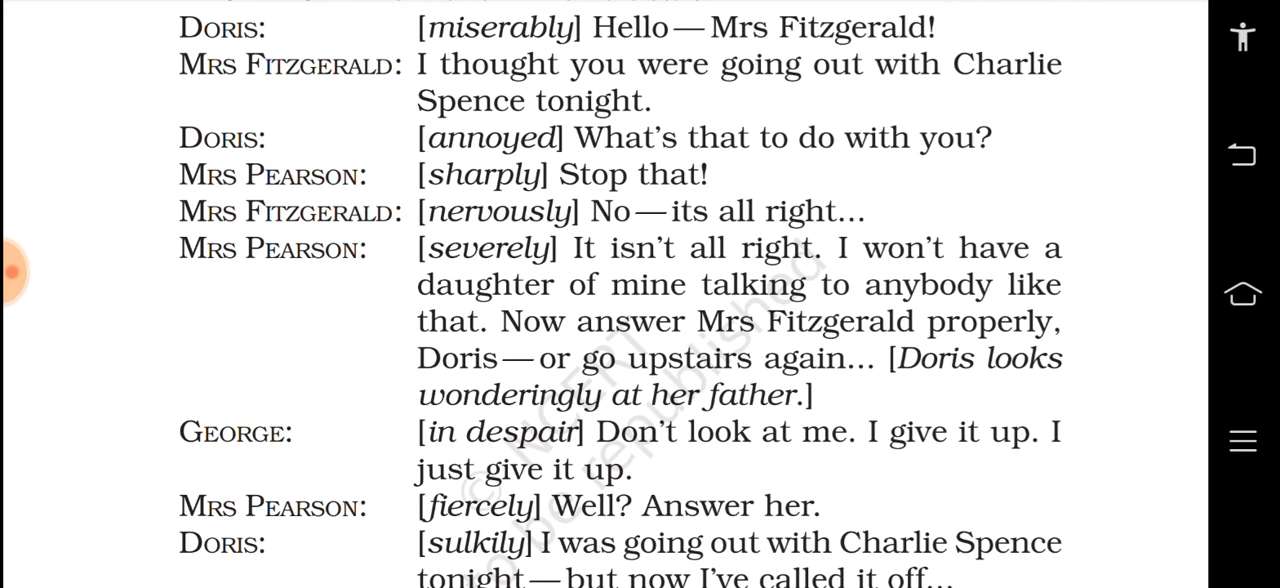 DORIS: [miserably] Hello—Mrs Fitzgerald!
MRS FITZGERALD: I thought you were going out with Charlie
Spence tonight.
DORIS: [annoyed] What's that to do with you?
MRS PEARSON: [sharply] Stop that!
MRS FITZGERALD: [nervously] No—its all right...
MRS PEARSON: [severely] It isn't all right. I won't have a
daughter of mine talking to anybody like
that. Now answer Mrs Fitzgerald properly,
Doris—or go upstairs again... [Doris looks
wonderingly at her father.]
GEORGE: [in despair] Don't look at me. I give it up. I
just give it up.
MRS PEARSON: [fiercely] Well? Answer her.
DORIS: [sulkily] I was going out with Charlie Spence
tonight—but now I've called it off...
© NCERT
to be republished